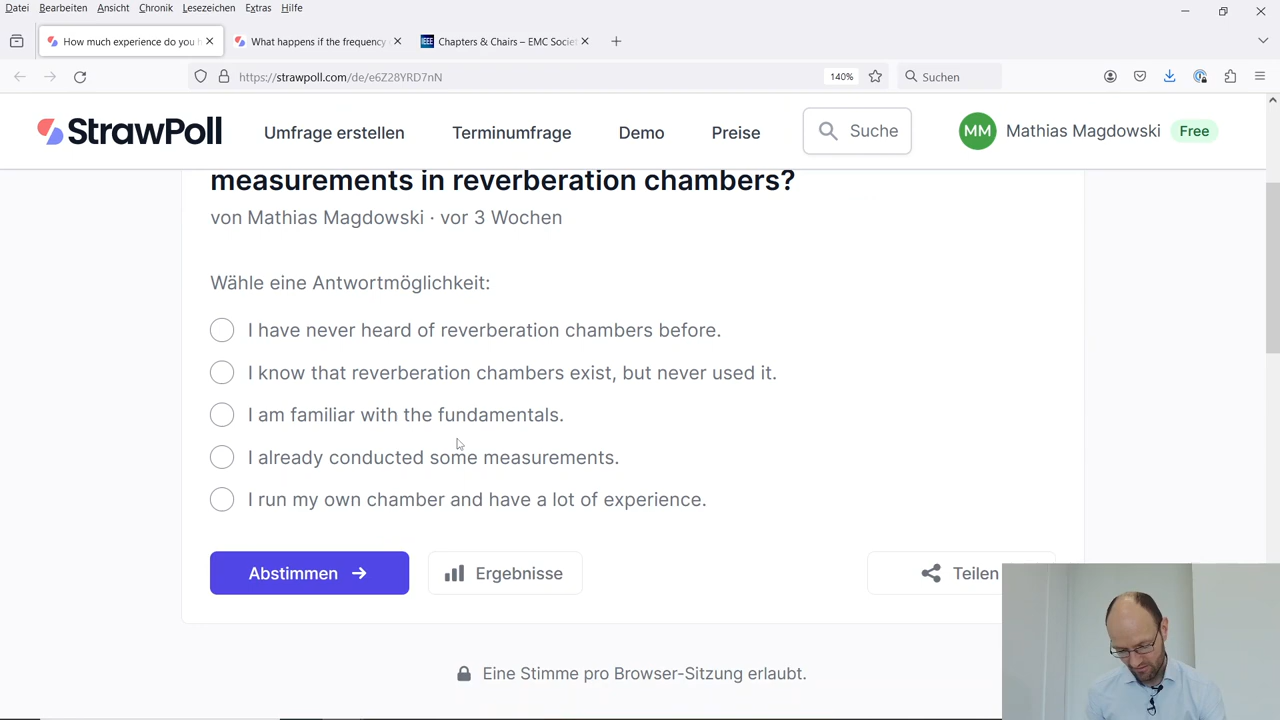 Datei Bearbeiten Ansicht Chronik Lesezeichen Extras Hilfe
How much experience do you h What happens if the frequency IEEE Chapters & Chairs – EMC Societ
https://strawpoll.com/de/e6Z28YRD7nN 140% Suchen
StrawPoll Umfrage erstellen Terminumfrage Demo Preise Suche MM Mathias Magdowski Free
measurements in reverberation chambers?
von Mathias Magdowski · vor 3 Wochen
Wähle eine Antwortmöglichkeit:
I have never heard of reverberation chambers before.
I know that reverberation chambers exist, but never used it.
I am familiar with the fundamentals.
I already conducted some measurements.
I run my own chamber and have a lot of experience.
Abstimmen → Ergebnisse Teilen
Eine Stimme pro Browser-Sitzung erlaubt.